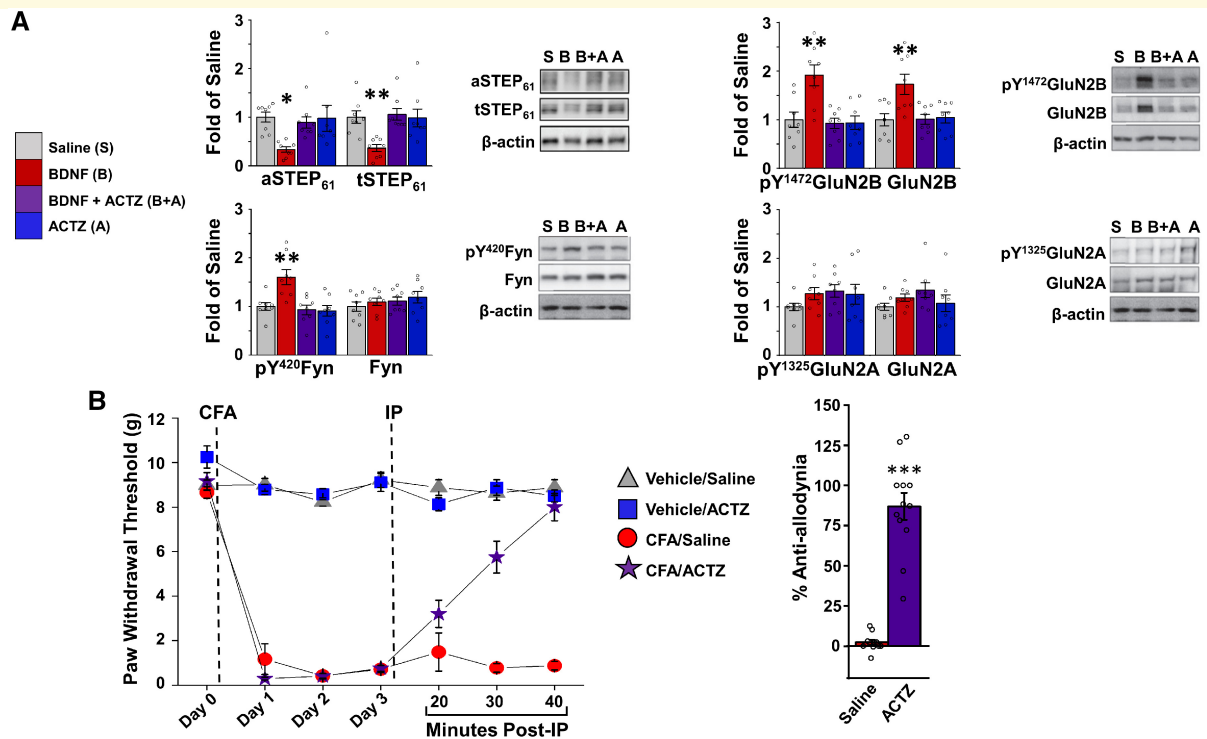 A
Saline (S)
BDNF (B)
BDNF + ACTZ (B+A)
ACTZ (A)
Fold of Saline
3
2
1
0
* **
aSTEP61 tSTEP61
S B B+A A
aSTEP61
tSTEP61
β-actin
Fold of Saline
3
2
1
0
** **
pY1472GluN2B GluN2B
S B B+A A
pY1472GluN2B
GluN2B
β-actin
Fold of Saline
3
2
1
0
**
pY420Fyn Fyn
S B B+A A
pY420Fyn
Fyn
β-actin
Fold of Saline
3
2
1
0
pY1325GluN2A GluN2A
S B B+A A
pY1325GluN2A
GluN2A
β-actin
B
CFA IP
Paw Withdrawal Threshold (g)
12
10
8
6
4
2
0
Day 0 Day 1 Day 2 Day 3 20 30 40
Minutes Post-IP
Vehicle/Saline
Vehicle/ACTZ
CFA/Saline
CFA/ACTZ
% Anti-allodynia
150
125
100
75
50
25
0
***
Saline ACTZ